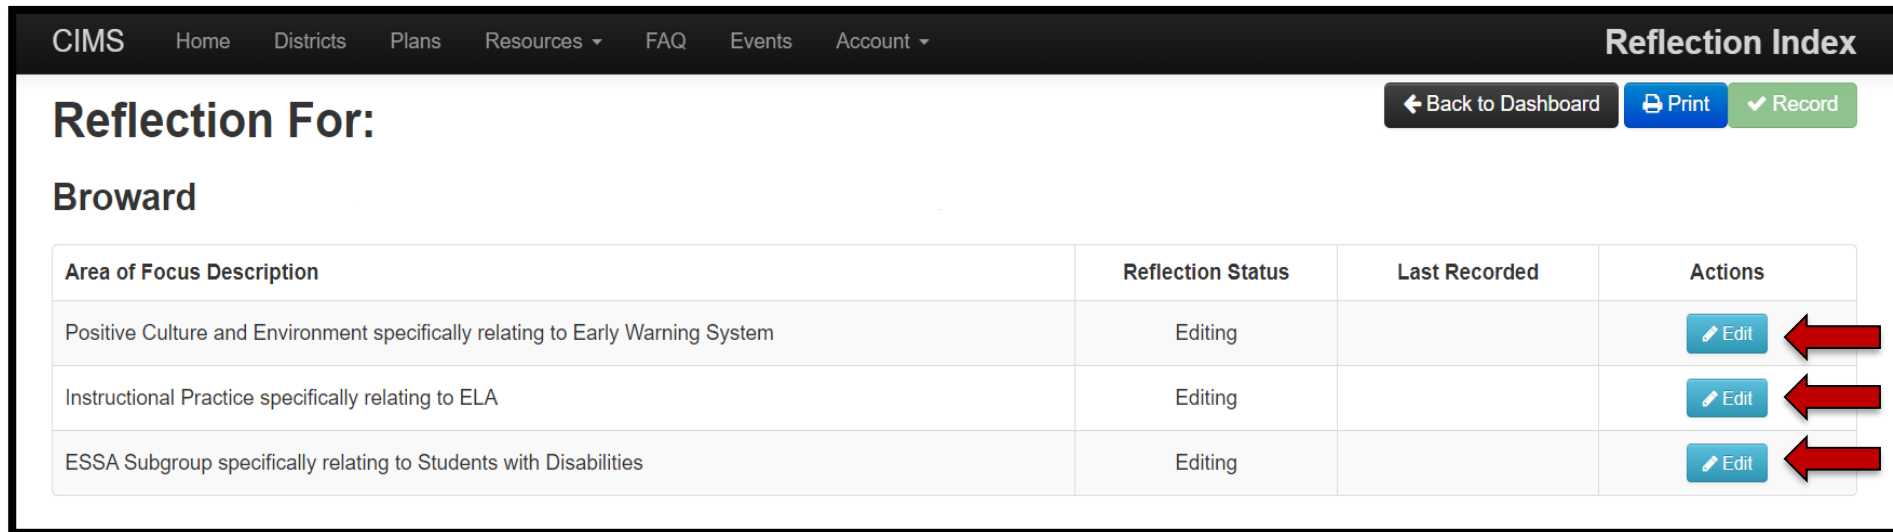 CIMS Home Districts Plans Resources FAQ Events Account Reflection Index
Reflection For:
Back to Dashboard Print Record
Broward
Area of Focus Description Reflection Status Last Recorded Actions
Positive Culture and Environment specifically relating to Early Warning System Editing Edit
Instructional Practice specifically relating to ELA Editing Edit
ESSA Subgroup specifically relating to Students with Disabilities Editing Edit